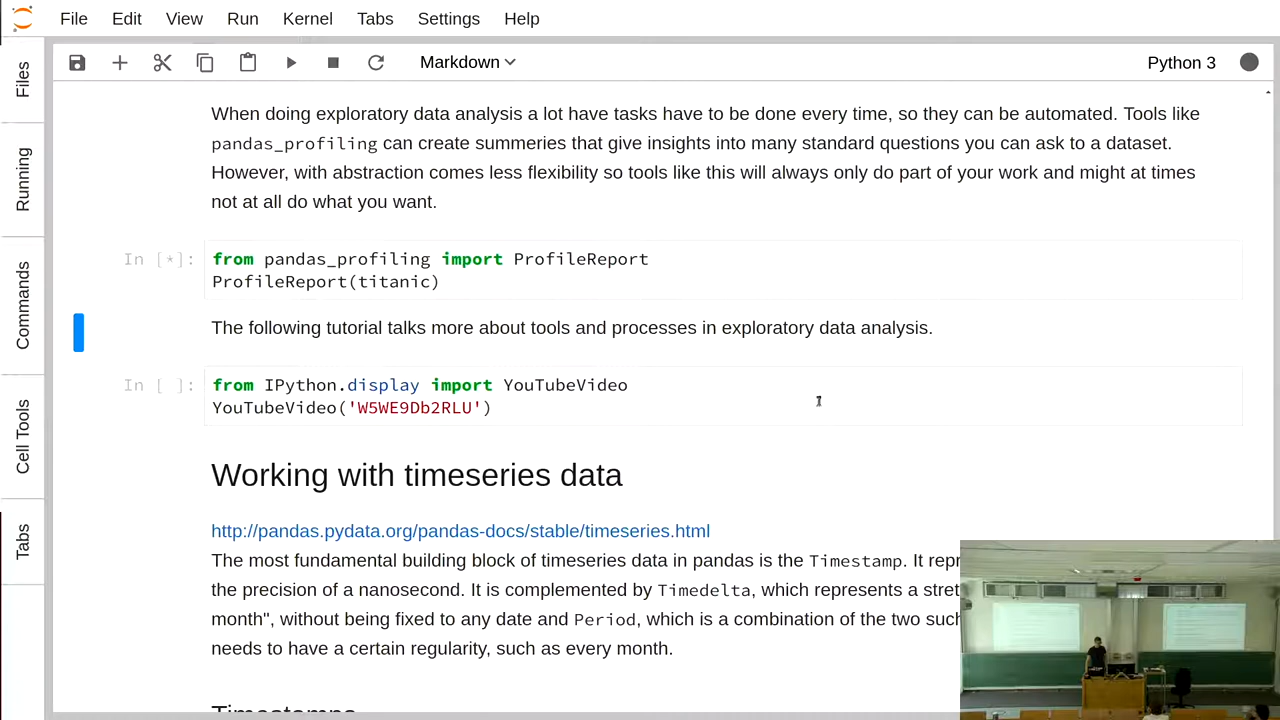 File Edit View Run Kernel Tabs Settings Help
Files
Running
Commands
Cell Tools
Tabs
Markdown
Python 3
When doing exploratory data analysis a lot have tasks have to be done every time, so they can be automated. Tools like
pandas_profiling can create summeries that give insights into many standard questions you can ask to a dataset.
However, with abstraction comes less flexibility so tools like this will always only do part of your work and might at times
not at all do what you want.
In [*]: from pandas_profiling import ProfileReport
ProfileReport(titanic)
The following tutorial talks more about tools and processes in exploratory data analysis.
In [ ]: from IPython.display import YouTubeVideo
YouTubeVideo('W5WE9Db2RLU')
Working with timeseries data
http://pandas.pydata.org/pandas-docs/stable/timeseries.html
The most fundamental building block of timeseries data in pandas is the Timestamp. It repr
the precision of a nanosecond. It is complemented by Timedelta, which represents a stret
month", without being fixed to any date and Period, which is a combination of the two such
needs to have a certain regularity, such as every month.
Timestamps